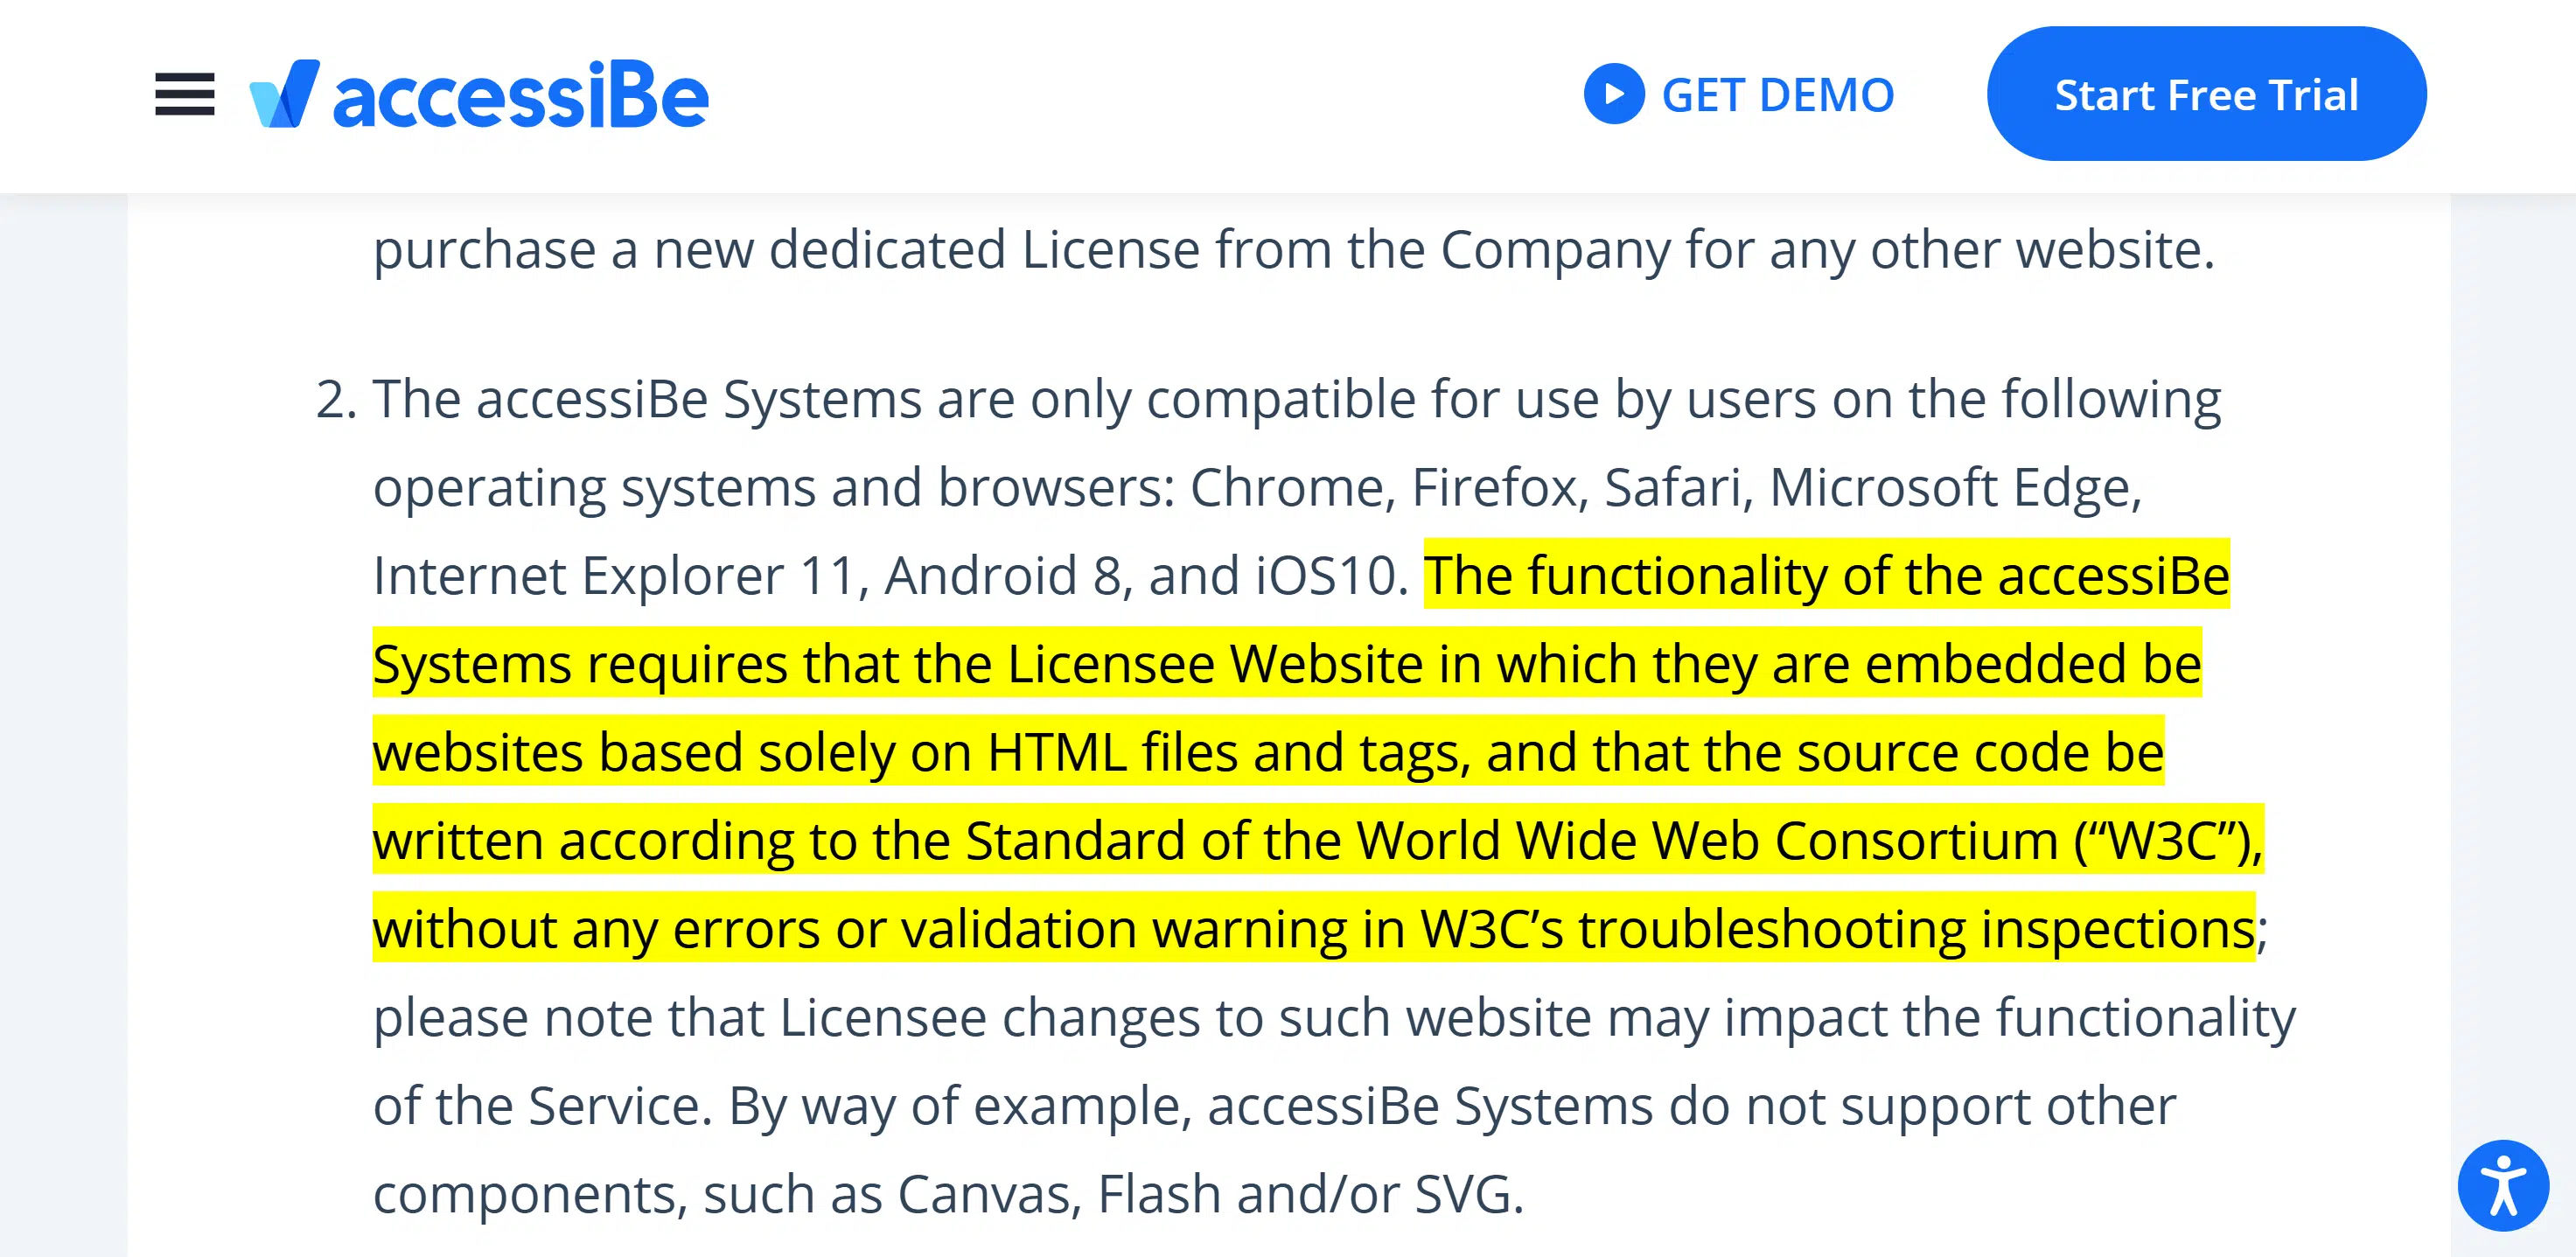 accessiBe
GET DEMO
Start Free Trial
purchase a new dedicated License from the Company for any other website.
2. The accessiBe Systems are only compatible for use by users on the following
operating systems and browsers: Chrome, Firefox, Safari, Microsoft Edge,
Internet Explorer 11, Android 8, and iOS10. The functionality of the accessiBe
Systems requires that the Licensee Website in which they are embedded be
websites based solely on HTML files and tags, and that the source code be
written according to the Standard of the World Wide Web Consortium (“W3C”),
without any errors or validation warning in W3C’s troubleshooting inspections;
please note that Licensee changes to such website may impact the functionality
of the Service. By way of example, accessiBe Systems do not support other
components, such as Canvas, Flash and/or SVG.